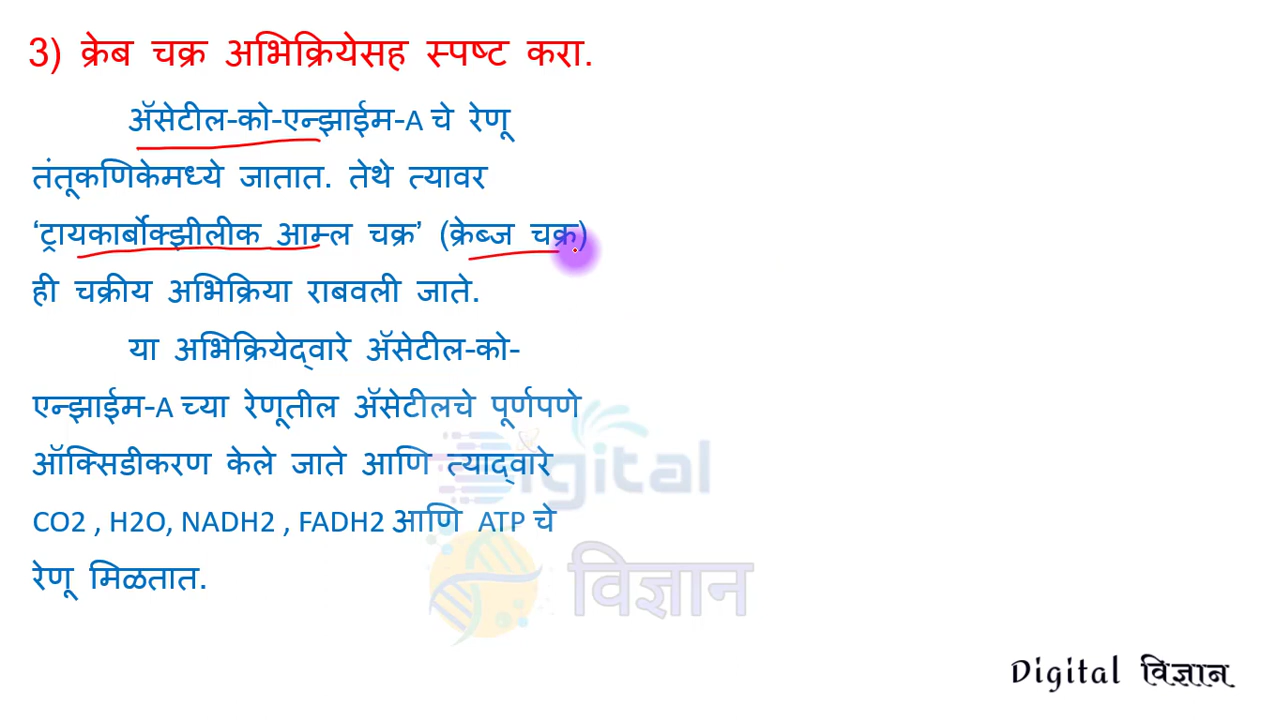 3) क्रेब चक्र अभिक्रियेसह स्पष्ट करा.
ॲसेटील-को-एन्झाईम-A चे रेणू
तंतूकणिकेमध्ये जातात. तेथे त्यावर
‘ट्रायकार्बोक्झीलीक आम्ल चक्र’ (क्रेब्ज चक्र)
ही चक्रीय अभिक्रिया राबवली जाते.
या अभिक्रियेद्वारे ॲसेटील-को-
एन्झाईम-A च्या रेणूतील ॲसेटीलचे पूर्णपणे
ऑक्सिडीकरण केले जाते आणि त्याद्वारे
CO2 , H2O, NADH2 , FADH2 आणि ATP चे
रेणू मिळतात.
Digital
विज्ञान
Digital विज्ञान